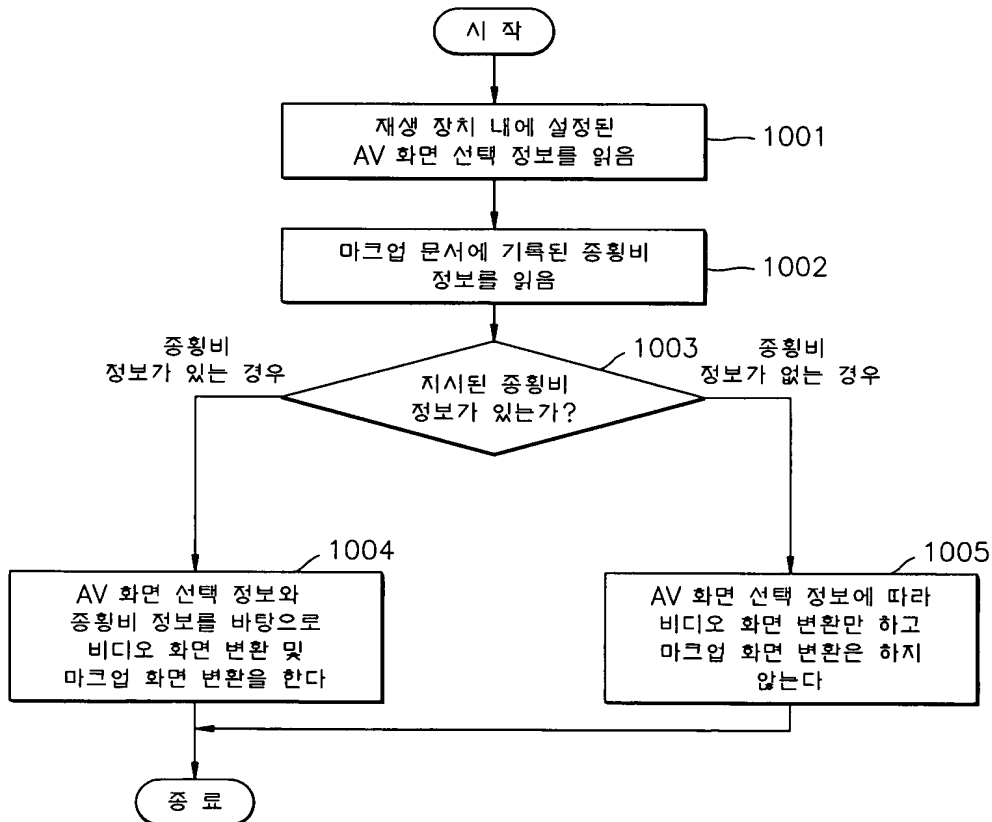 시 작
재생 장치 내에 설정된
AV 화면 선택 정보를 읽음
1001
마크업 문서에 기록된 종횡비
정보를 읽음
1002
1003
종횡비
정보가 있는 경우
지시된 종횡비
정보가 있는가?
종횡비
정보가 없는 경우
1004
AV 화면 선택 정보와
종횡비 정보를 바탕으로
비디오 화면 변환 및
마크업 화면 변환을 한다
1005
AV 화면 선택 정보에 따라
비디오 화면 변환만 하고
마크업 화면 변환은 하지
않는다
종 료